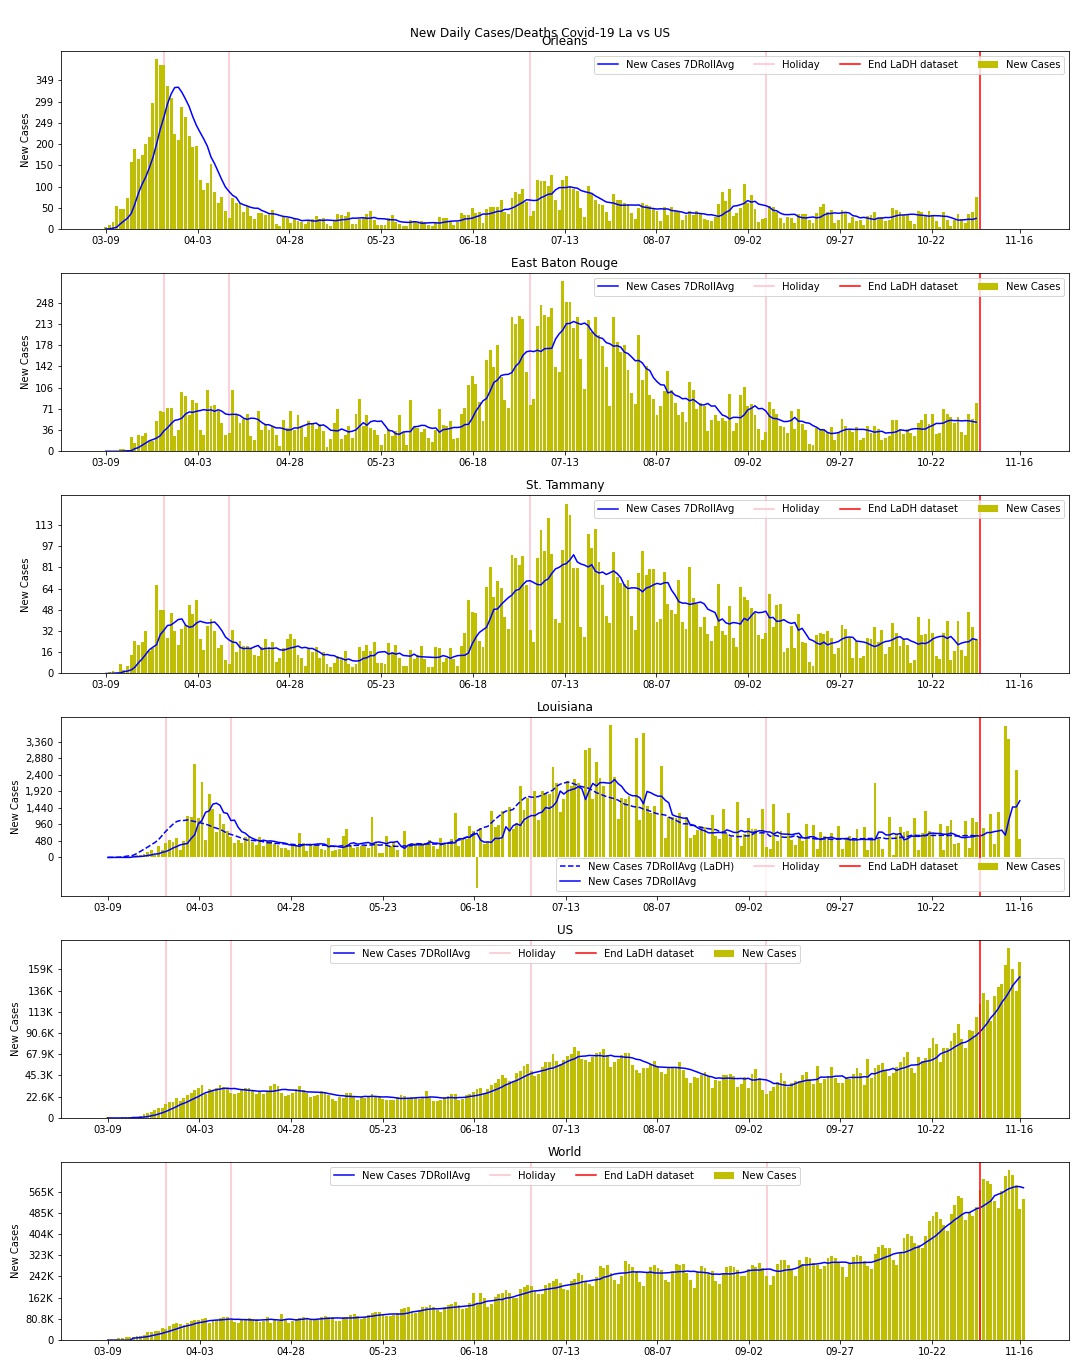 New Daily Cases/Deaths Covid-19 La vs US
Orleans
New Cases 7DRollAvg Holiday End LaDH dataset New Cases
New Cases
349
299
249
200
150
100
50
0
03-09 04-03 04-28 05-23 06-18 07-13 08-07 09-02 09-27 10-22 11-16
East Baton Rouge
New Cases 7DRollAvg Holiday End LaDH dataset New Cases
New Cases
248
213
178
142
106
71
36
0
03-09 04-03 04-28 05-23 06-18 07-13 08-07 09-02 09-27 10-22 11-16
St. Tammany
New Cases 7DRollAvg Holiday End LaDH dataset New Cases
New Cases
113
97
81
64
48
32
16
0
03-09 04-03 04-28 05-23 06-18 07-13 08-07 09-02 09-27 10-22 11-16
Louisiana
New Cases
3,360
2,880
2,400
1,920
1,440
960
480
0
New Cases 7DRollAvg (LaDH) Holiday End LaDH dataset New Cases
New Cases 7DRollAvg
03-09 04-03 04-28 05-23 06-18 07-13 08-07 09-02 09-27 10-22 11-16
US
New Cases 7DRollAvg Holiday End LaDH dataset New Cases
New Cases
159K
136K
113K
90.6K
67.9K
45.3K
22.6K
0
03-09 04-03 04-28 05-23 06-18 07-13 08-07 09-02 09-27 10-22 11-16
World
New Cases 7DRollAvg Holiday End LaDH dataset New Cases
New Cases
565K
485K
404K
323K
242K
162K
80.8K
0
03-09 04-03 04-28 05-23 06-18 07-13 08-07 09-02 09-27 10-22 11-16